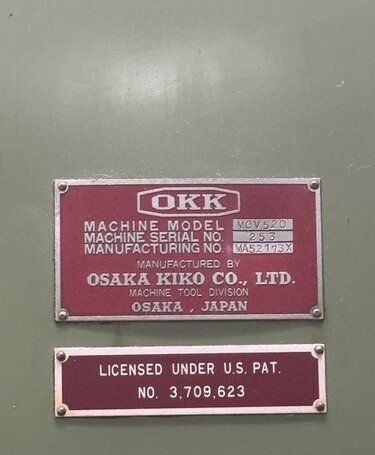 OKK
MACHINE MODEL MCV520
MACHINE SERIAL NO. 253
MANUFACTURING NO.
MANUFACTURED BY
OSAKA KIKO CO., LTD.
MACHINE TOOL DIVISION
OSAKA , JAPAN
LICENSED UNDER U.S. PAT.
NO. 3,709,623